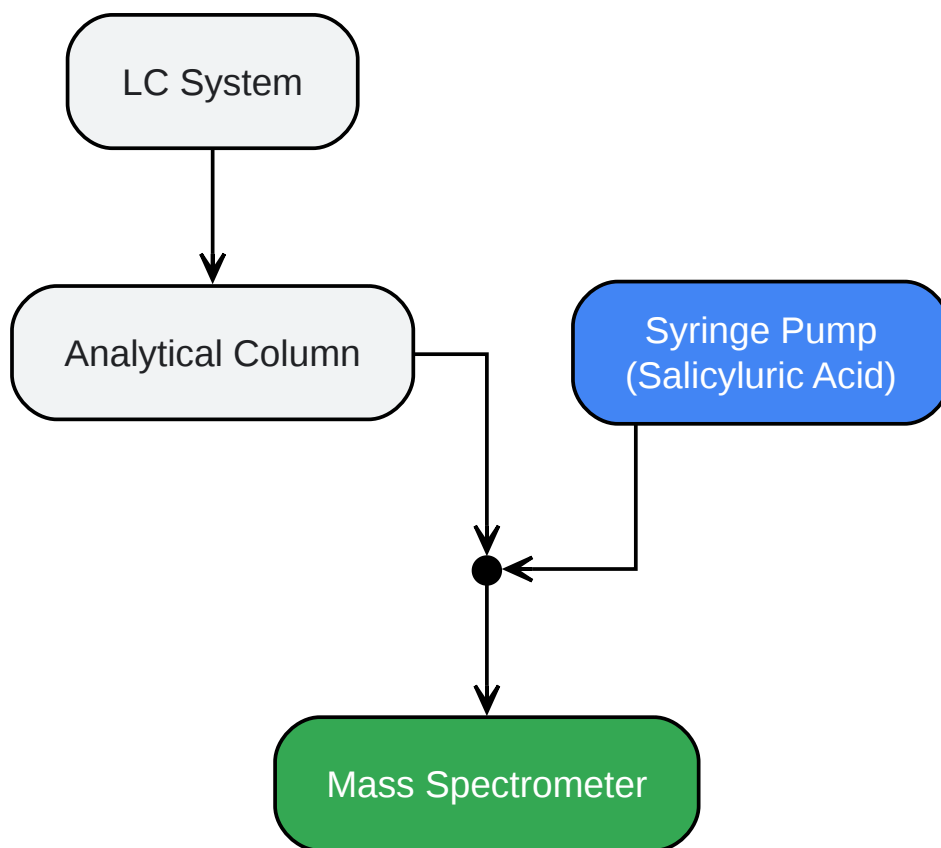 LC System
Analytical Column
Syringe Pump
(Salicyluric Acid)
Mass Spectrometer